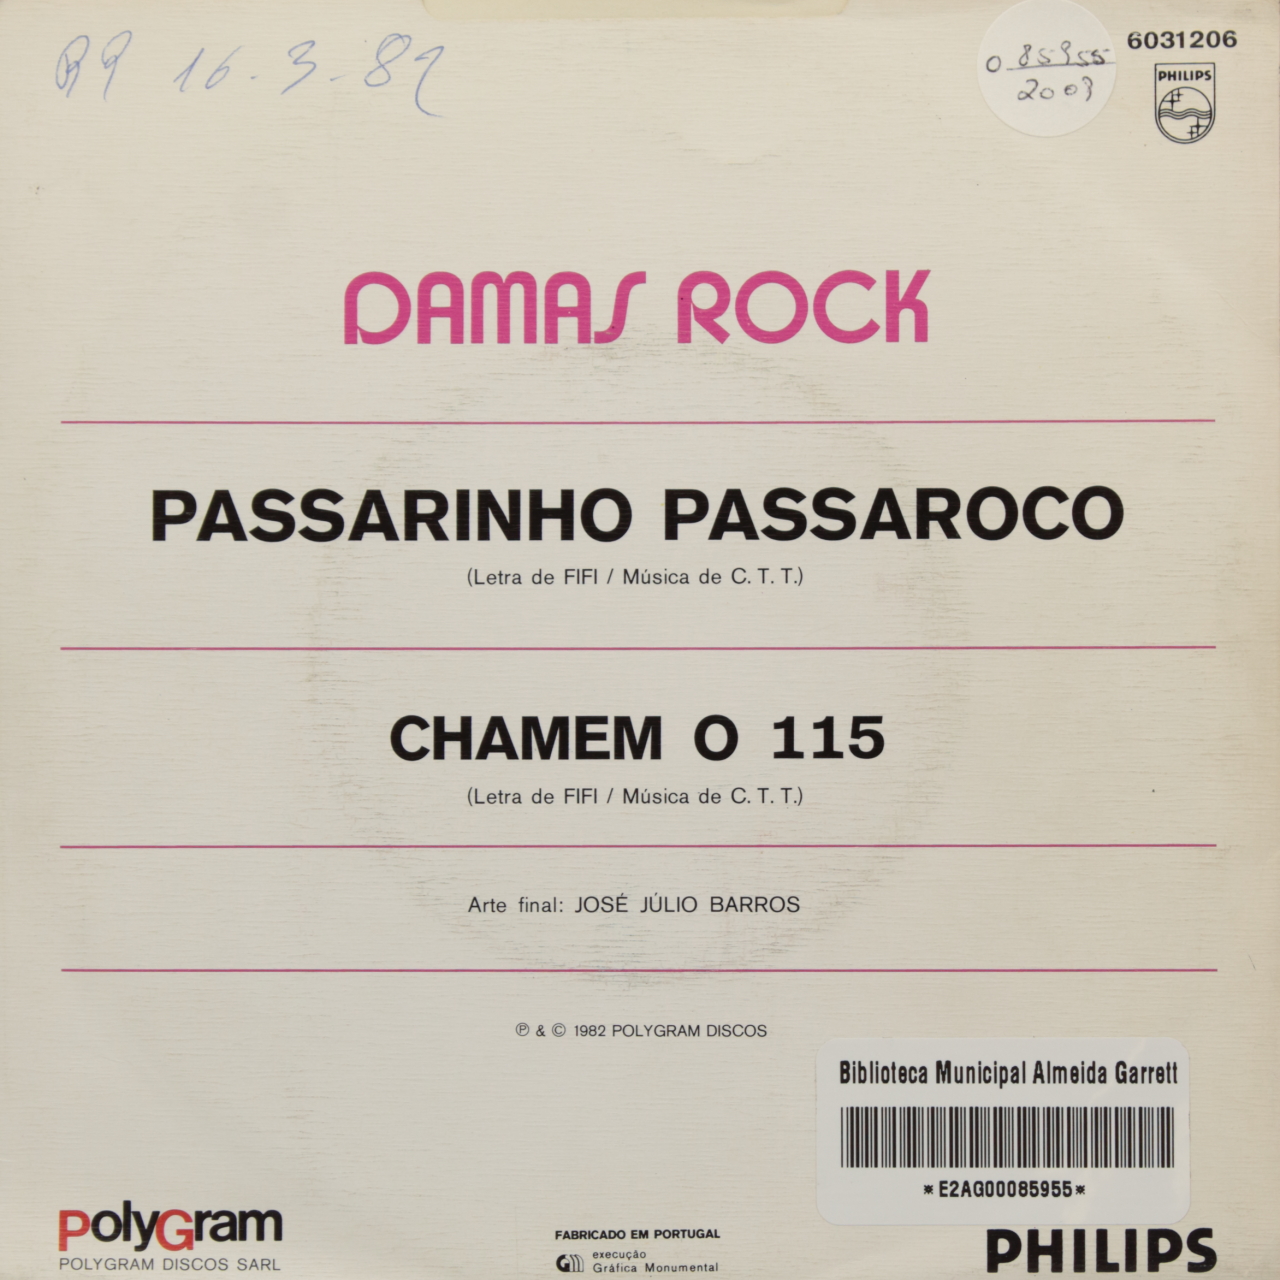 RR 16-3-82
0 85955
2003
6031206
PHILIPS
DAMAS ROCK
PASSARINHO PASSAROCO
(Letra de FIFI / Música de C. T. T.)
CHAMEM O 115
(Letra de FIFI / Música de C. T. T.)
Arte final: JOSÉ JÚLIO BARROS
℗ & © 1982 POLYGRAM DISCOS
Biblioteca Municipal Almeida Garrett
*E2AG00085955*
polyGram
POLYGRAM DISCOS SARL
FABRICADO EM PORTUGAL
execução
Gráfica Monumental
PHILIPS